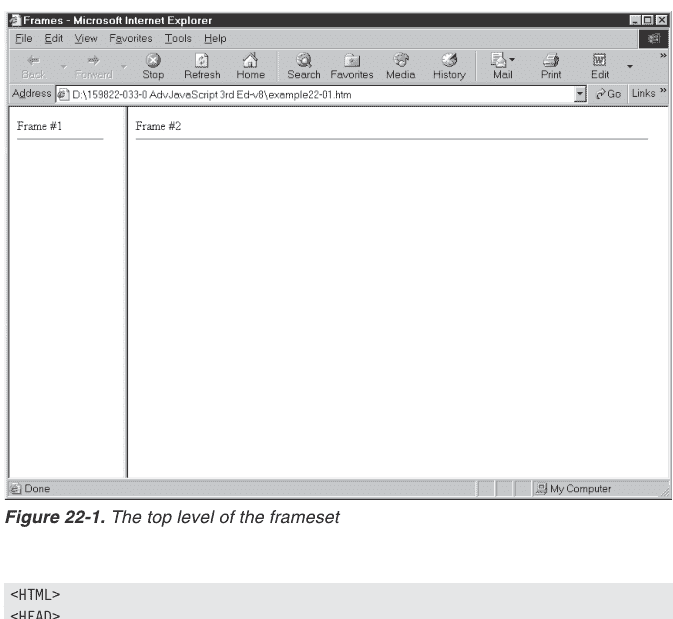 Frames - Microsoft Internet Explorer
File Edit View Favorites Tools Help
Back Forward Stop Refresh Home Search Favorites Media History Mail Print Edit »
Address D:\159822-033-0 AdvJavaScript 3rd Ed-v8\example22-01.htm Go Links »
Frame #1 Frame #2
Done My Computer
Figure 22-1. The top level of the frameset
<HTML>
<HEAD>